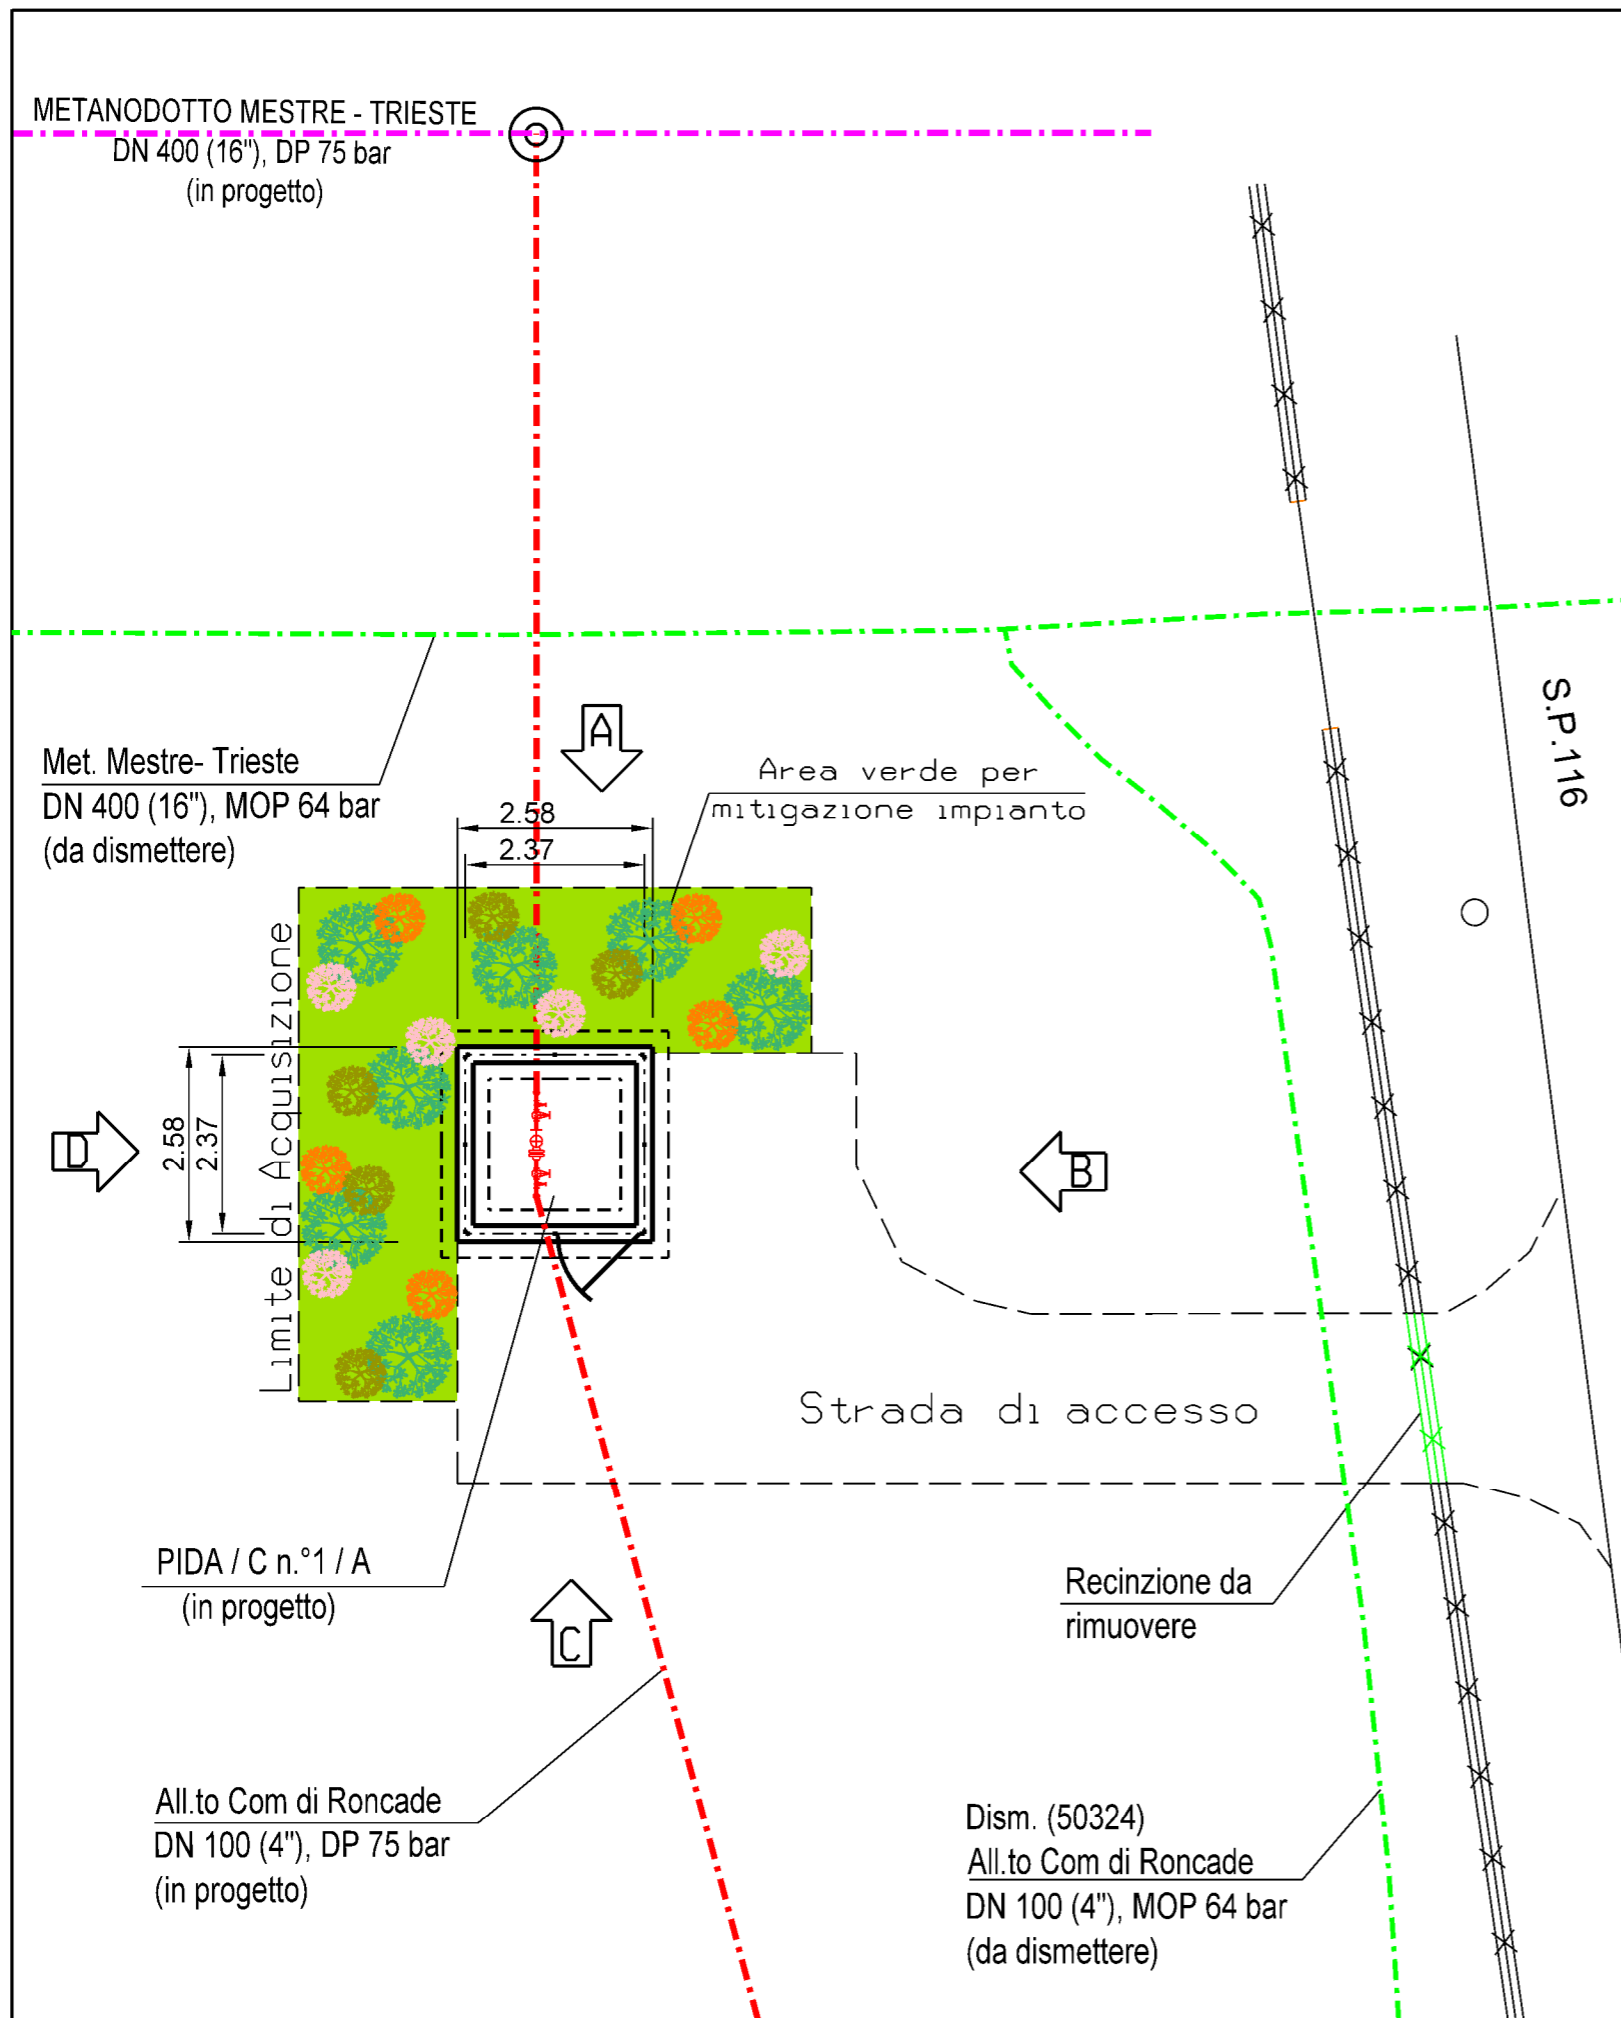 METANODOTTO MESTRE - TRIESTE
DN 400 (16"), DP 75 bar
(in progetto)
S.P.116
Met. Mestre- Trieste
DN 400 (16"), MOP 64 bar
(da dismettere)
A
Area verde per
mitigazione impianto
2.58
2.37
Limite di Acquisizione
D
2.58
2.37
B
Strada di accesso
PIDA / C n.°1 / A
(in progetto)
C
Recinzione da
rimuovere
All.to Com di Roncade
DN 100 (4"), DP 75 bar
(in progetto)
Dism. (50324)
All.to Com di Roncade
DN 100 (4"), MOP 64 bar
(da dismettere)